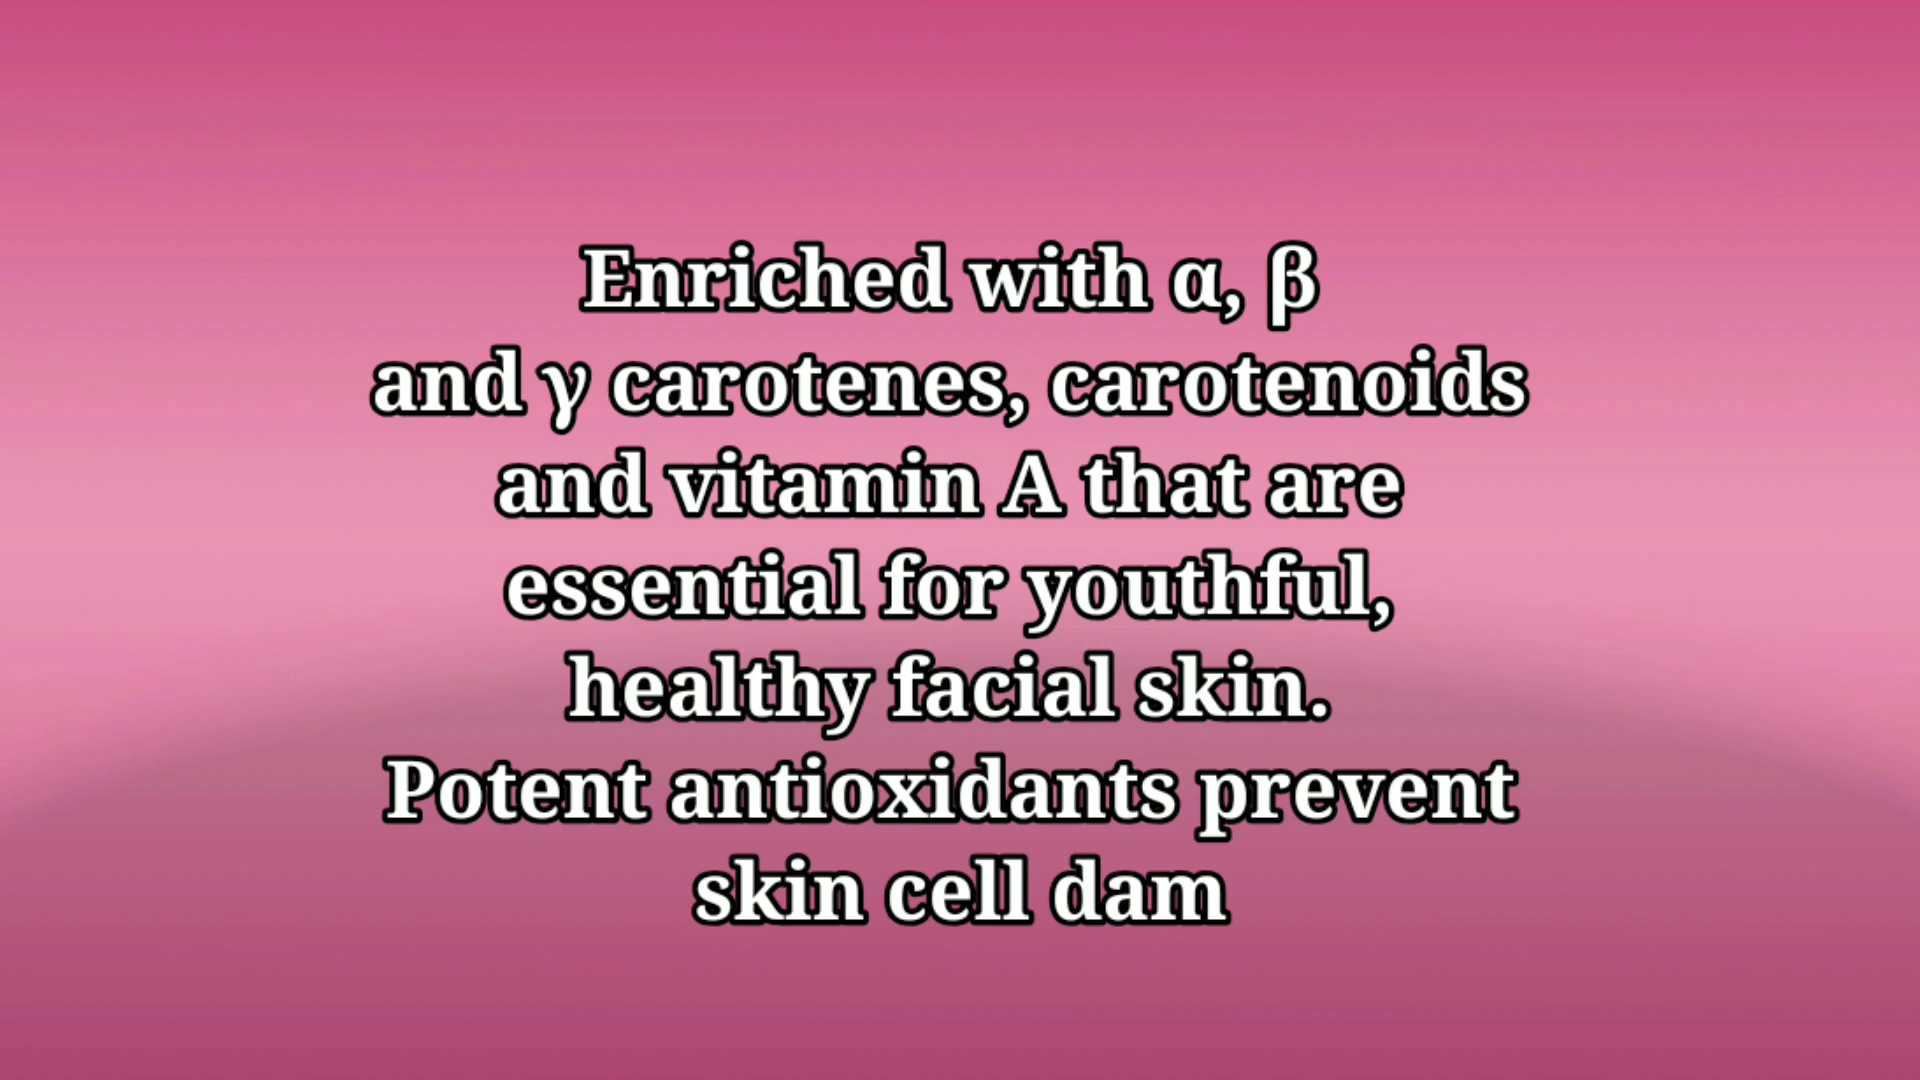 Enriched with α, β
and γ carotenes, carotenoids
and vitamin A that are
essential for youthful,
healthy facial skin.
Potent antioxidants prevent
skin cell dam